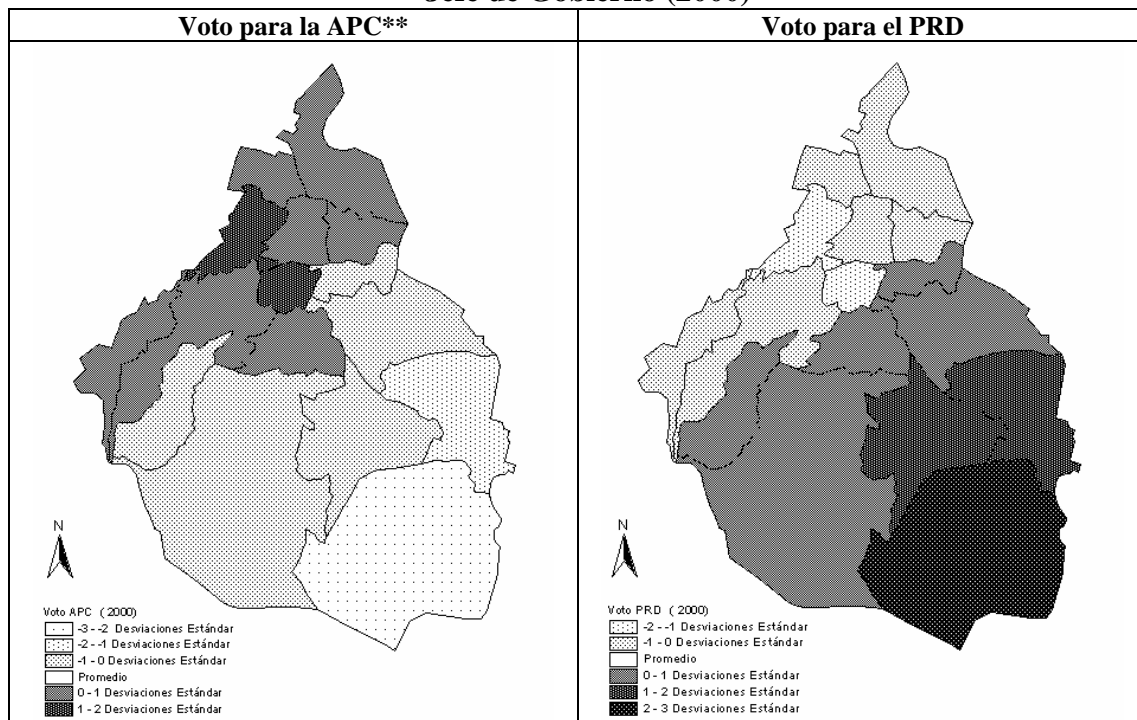 Jefe de Gobierno (2000)
Voto para la APC**
Voto para el PRD
N
Voto APC (2000)
-3 - -2 Desviaciones Estándar
-2 - -1 Desviaciones Estándar
-1 - 0 Desviaciones Estándar
Promedio
0 - 1 Desviaciones Estándar
1 - 2 Desviaciones Estándar
N
Voto PRD (2000)
-2 - -1 Desviaciones Estándar
-1 - 0 Desviaciones Estándar
Promedio
0 - 1 Desviaciones Estándar
1 - 2 Desviaciones Estándar
2 - 3 Desviaciones Estándar